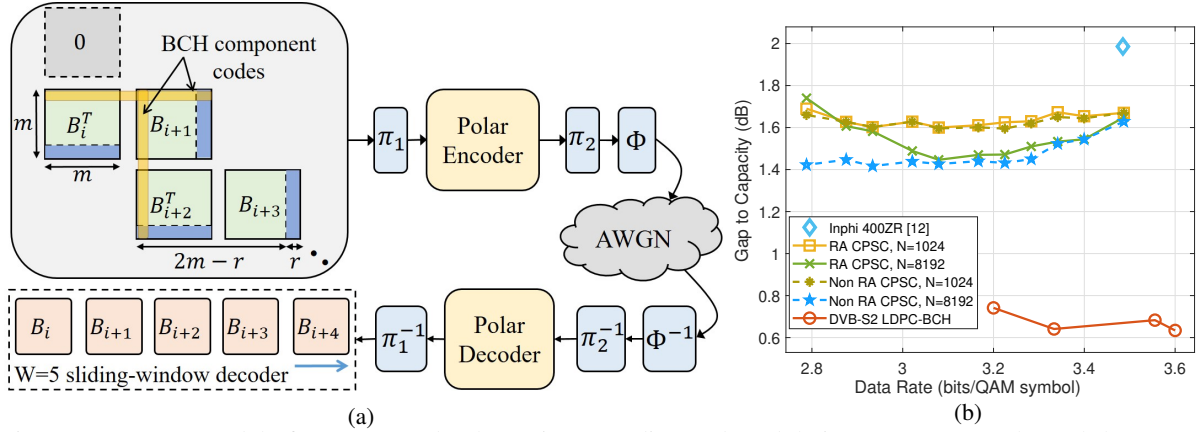 0
BCH component
codes
m
B_i^T
B_{i+1}
m
B_{i+2}^T
B_{i+3}
2m − r
r
π_1
Polar
Encoder
π_2
Φ
AWGN
B_i
B_{i+1}
B_{i+2}
B_{i+3}
B_{i+4}
W=5 sliding-window decoder
π_1^{-1}
Polar
Decoder
π_2^{-1}
Φ^{-1}
(a)
Gap to Capacity (dB)
2
1.8
1.6
1.4
1.2
1
0.8
0.6
Inphi 400ZR [12]
RA CPSC, N=1024
RA CPSC, N=8192
Non RA CPSC, N=1024
Non RA CPSC, N=8192
DVB-S2 LDPC-BCH
2.8
3
3.2
3.4
3.6
Data Rate (bits/QAM symbol)
(b)